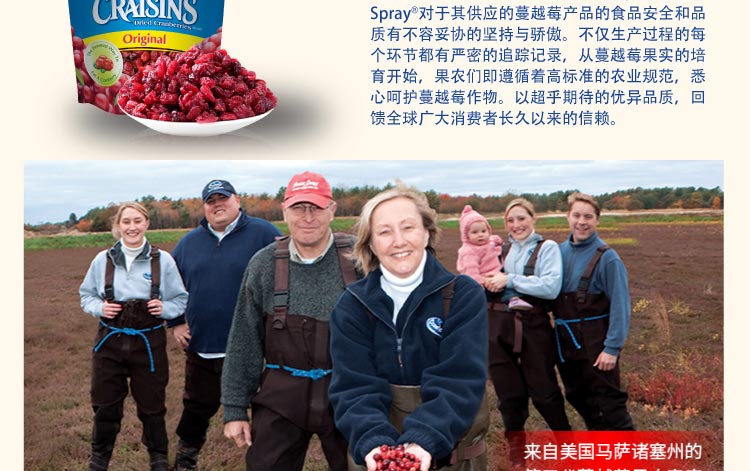 CRAISINS
Dried Cranberries
Original
Spray®对于其供应的蔓越莓产品的食品安全和品
质有不容妥协的坚持与骄傲。不仅生产过程的每
个环节都有严密的追踪记录，从蔓越莓果实的培
育开始，果农们即遵循着高标准的农业规范，悉
心呵护蔓越莓作物。以超乎期待的优异品质，回
馈全球广大消费者长久以来的信赖。
来自美国马萨诸塞州的